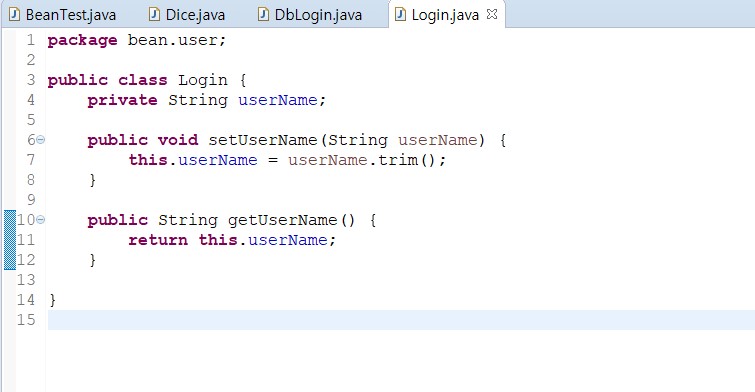 BeanTest.java Dice.java DbLogin.java Login.java
1 package bean.user;
2
3 public class Login {
4     private String userName;
5
6     public void setUserName(String userName) {
7         this.userName = userName.trim();
8     }
9
10     public String getUserName() {
11         return this.userName;
12     }
13
14 }
15